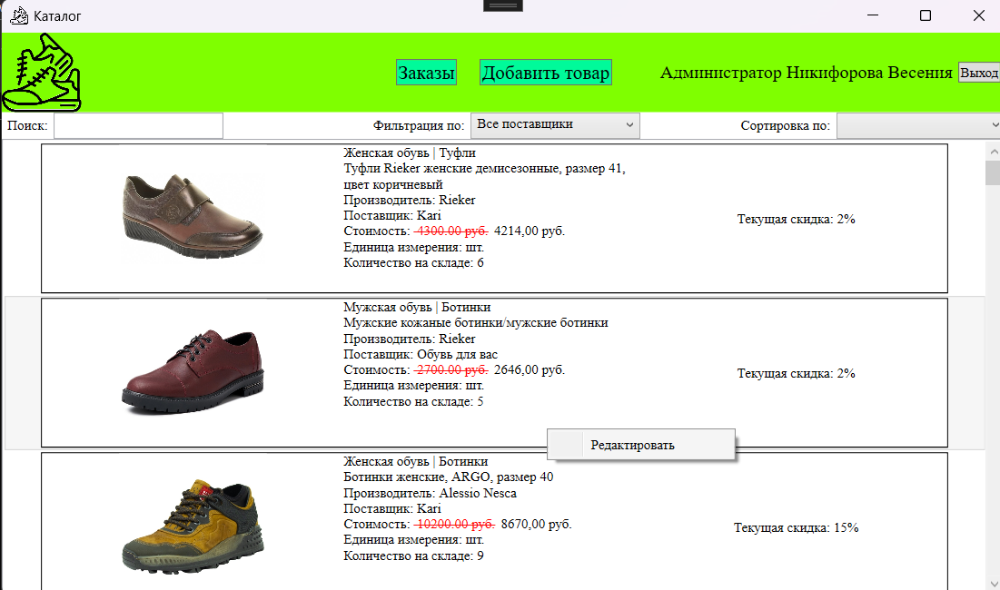 Каталог
Заказы Добавить товар Администратор Никифорова Весения Выход
Поиск: Фильтрация по: Все поставщики Сортировка по:
Женская обувь | Туфли
Туфли Rieker женские демисезонные, размер 41,
цвет коричневый
Производитель: Rieker
Поставщик: Kari
Стоимость: 4300.00 руб. 4214,00 руб.
Единица измерения: шт.
Количество на складе: 6
Текущая скидка: 2%
Мужская обувь | Ботинки
Мужские кожаные ботинки/мужские ботинки
Производитель: Rieker
Поставщик: Обувь для вас
Стоимость: 2700.00 руб. 2646,00 руб.
Единица измерения: шт.
Количество на складе: 5
Текущая скидка: 2%
Редактировать
Женская обувь | Ботинки
Ботинки женские, ARGO, размер 40
Производитель: Alessio Nesca
Поставщик: Kari
Стоимость: 10200.00 руб. 8670,00 руб.
Единица измерения: шт.
Количество на складе: 9
Текущая скидка: 15%